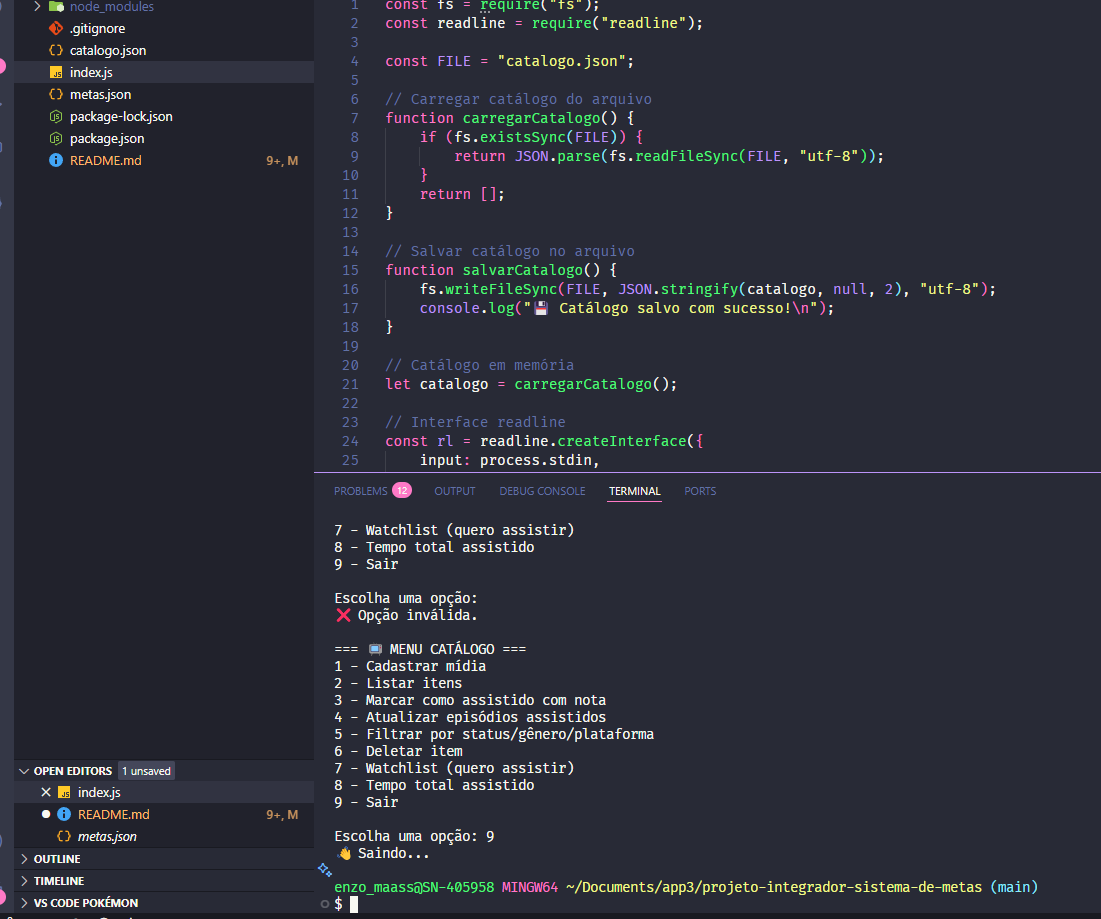 node_modules
.gitignore
catalogo.json
index.js
metas.json
package-lock.json
package.json
README.md 9+, M
OPEN EDITORS 1 unsaved
index.js
README.md 9+, M
metas.json
OUTLINE
TIMELINE
VS CODE POKÉMON
1 const fs = require("fs");
2 const readline = require("readline");
3
4 const FILE = "catalogo.json";
5
6 // Carregar catálogo do arquivo
7 function carregarCatalogo() {
8 if (fs.existsSync(FILE)) {
9 return JSON.parse(fs.readFileSync(FILE, "utf-8"));
10 }
11 return [];
12 }
13
14 // Salvar catálogo no arquivo
15 function salvarCatalogo() {
16 fs.writeFileSync(FILE, JSON.stringify(catalogo, null, 2), "utf-8");
17 console.log("💾 Catálogo salvo com sucesso!\n");
18 }
19
20 // Catálogo em memória
21 let catalogo = carregarCatalogo();
22
23 // Interface readline
24 const rl = readline.createInterface({
25 input: process.stdin,
PROBLEMS 12 OUTPUT DEBUG CONSOLE TERMINAL PORTS
7 - Watchlist (quero assistir)
8 - Tempo total assistido
9 - Sair
Escolha uma opção:
❌ Opção inválida.
=== 📺 MENU CATÁLOGO ===
1 - Cadastrar mídia
2 - Listar itens
3 - Marcar como assistido com nota
4 - Atualizar episódios assistidos
5 - Filtrar por status/gênero/plataforma
6 - Deletar item
7 - Watchlist (quero assistir)
8 - Tempo total assistido
9 - Sair
Escolha uma opção: 9
👋 Saindo...
enzo_maass@SN-405958 MINGW64 ~/Documents/app3/projeto-integrador-sistema-de-metas (main)
$